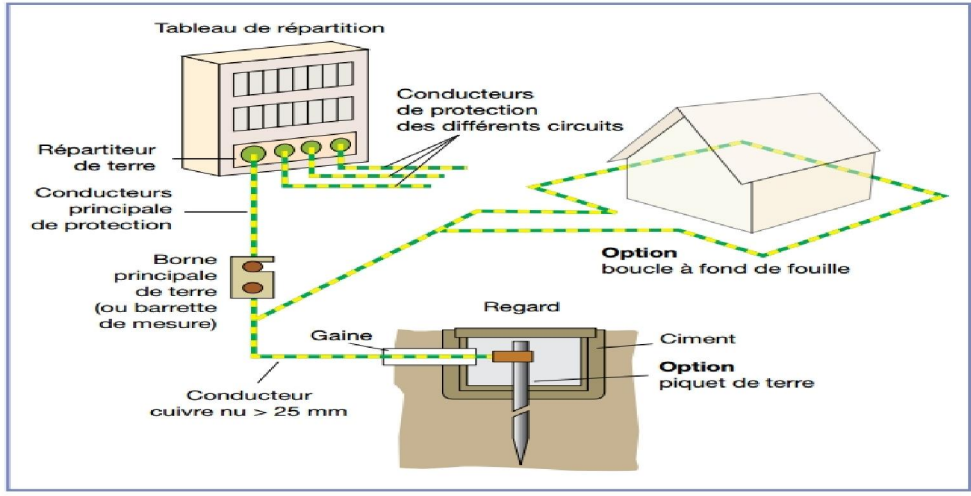 Tableau de répartition
Conducteurs
de protection
des différents circuits
Répartiteur
de terre
Conducteurs
principale
de protection
Borne
principale
de terre
(ou barrette
de mesure)
Option
boucle à fond de fouille
Regard
Gaine
Ciment
Option
piquet de terre
Conducteur
cuivre nu > 25 mm